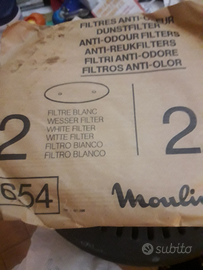 FILTRES ANTI-ODEUR
DUNSTFILTER
ANTI-ODOUR FILTERS
ANTI-REUKFILTERS
FILTRI ANTI-ODORE
FILTROS ANTI-OLOR
2
2
FILTRE BLANC
WEISSER FILTER
WHITE FILTER
WITTE FILTER
FILTRO BIANCO
FILTRO BLANCO
654
Moulin
subito